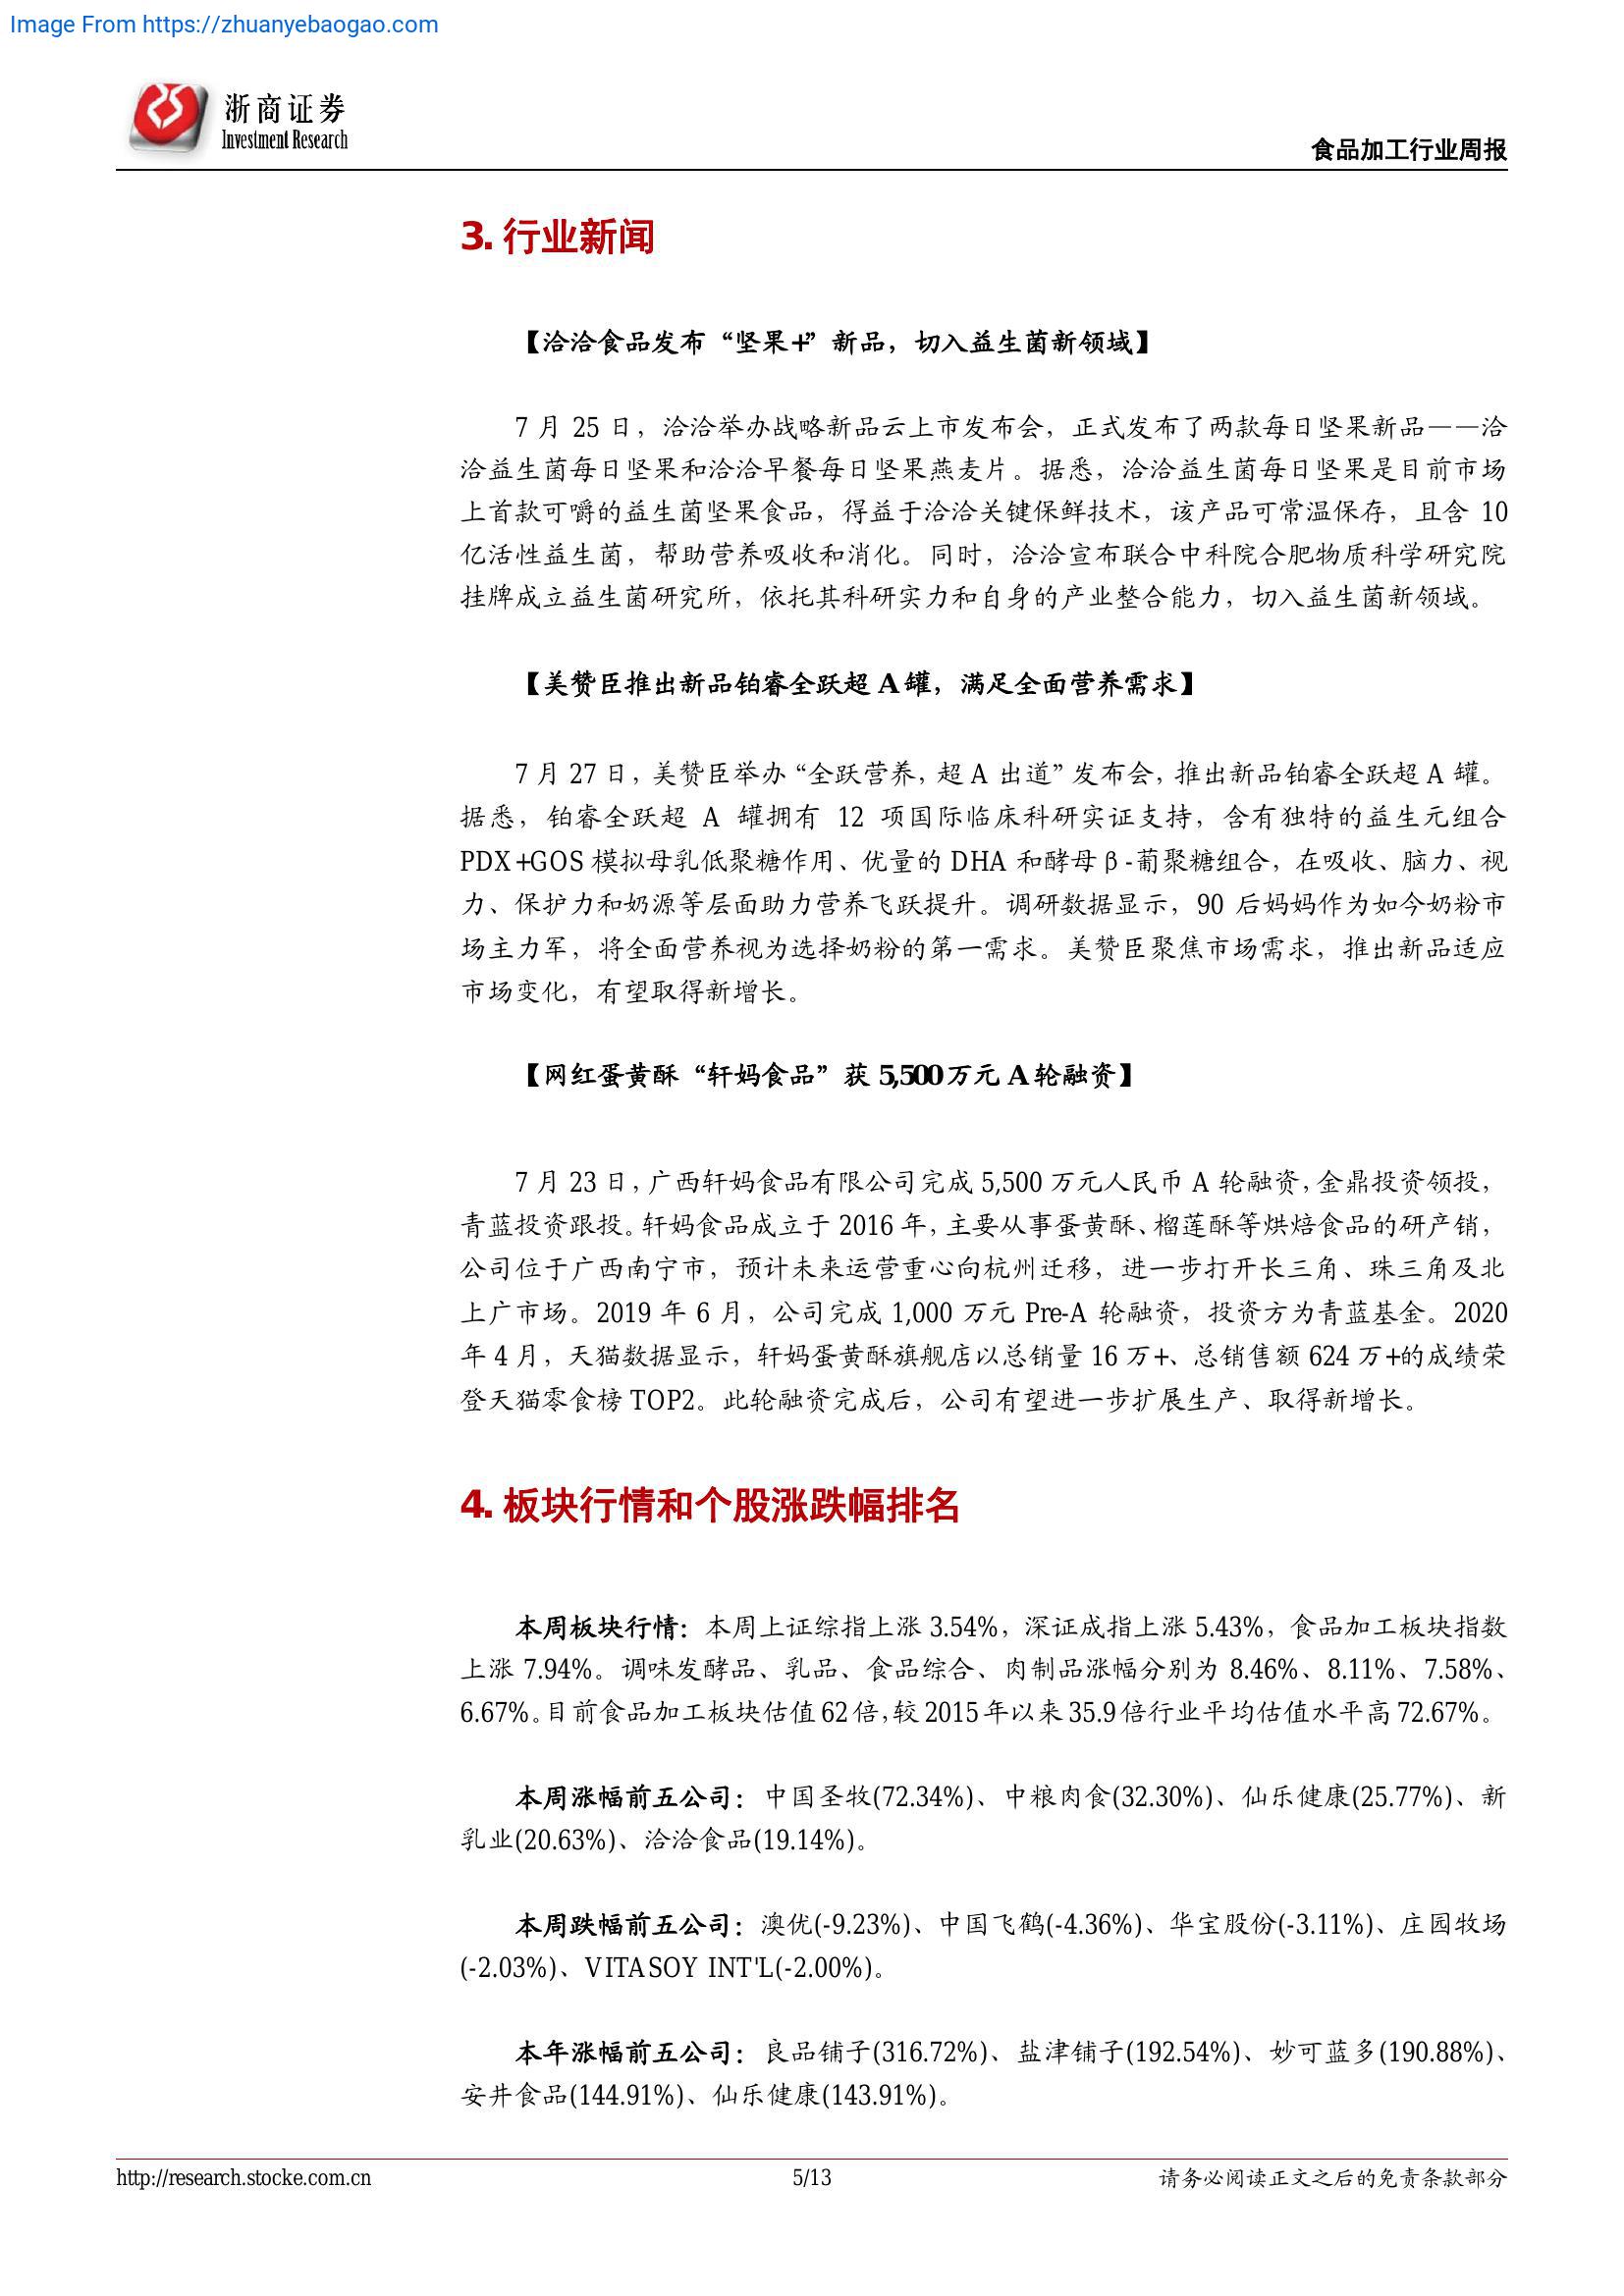 Image From https://zhuanyebaogao.com
浙商证券
Investment Research
食品加工行业周报
3. 行业新闻
【洽洽食品发布“坚果+”新品，切入益生菌新领域】
7 月 25 日，洽洽举办战略新品云上市发布会，正式发布了两款每日坚果新品——洽
洽益生菌每日坚果和洽洽早餐每日坚果燕麦片。据悉，洽洽益生菌每日坚果是目前市场
上首款可嚼的益生菌坚果食品，得益于洽洽关键保鲜技术，该产品可常温保存，且含 10
亿活性益生菌，帮助营养吸收和消化。同时，洽洽宣布联合中科院合肥物质科学研究院
挂牌成立益生菌研究所，依托其科研实力和自身的产业整合能力，切入益生菌新领域。
【美赞臣推出新品铂睿全跃超 A 罐，满足全面营养需求】
7 月 27 日，美赞臣举办“全跃营养，超 A 出道”发布会，推出新品铂睿全跃超 A 罐。
据悉，铂睿全跃超 A 罐拥有 12 项国际临床科研实证支持，含有独特的益生元组合
PDX+GOS 模拟母乳低聚糖作用、优量的 DHA 和酵母 β-葡聚糖组合，在吸收、脑力、视
力、保护力和奶源等层面助力营养飞跃提升。调研数据显示，90 后妈妈作为如今奶粉市
场主力军，将全面营养视为选择奶粉的第一需求。美赞臣聚焦市场需求，推出新品适应
市场变化，有望取得新增长。
【网红蛋黄酥“轩妈食品”获 5,500 万元 A 轮融资】
7 月 23 日，广西轩妈食品有限公司完成 5,500 万元人民币 A 轮融资，金鼎投资领投，
青蓝投资跟投。轩妈食品成立于 2016 年，主要从事蛋黄酥、榴莲酥等烘焙食品的研产销，
公司位于广西南宁市，预计未来运营重心向杭州迁移，进一步打开长三角、珠三角及北
上广市场。2019 年 6 月，公司完成 1,000 万元 Pre-A 轮融资，投资方为青蓝基金。2020
年 4 月，天猫数据显示，轩妈蛋黄酥旗舰店以总销量 16 万+、总销售额 624 万+的成绩荣
登天猫零食榜 TOP2。此轮融资完成后，公司有望进一步扩展生产、取得新增长。
4. 板块行情和个股涨跌幅排名
本周板块行情：本周上证综指上涨 3.54%，深证成指上涨 5.43%，食品加工板块指数
上涨 7.94%。调味发酵品、乳品、食品综合、肉制品涨幅分别为 8.46%、8.11%、7.58%、
6.67%。目前食品加工板块估值 62 倍，较 2015 年以来 35.9 倍行业平均估值水平高 72.67%。
本周涨幅前五公司：中国圣牧(72.34%)、中粮肉食(32.30%)、仙乐健康(25.77%)、新
乳业(20.63%)、洽洽食品(19.14%)。
本周跌幅前五公司：澳优(-9.23%)、中国飞鹤(-4.36%)、华宝股份(-3.11%)、庄园牧场
(-2.03%)、VITASOY INT'L(-2.00%)。
本年涨幅前五公司：良品铺子(316.72%)、盐津铺子(192.54%)、妙可蓝多(190.88%)、
安井食品(144.91%)、仙乐健康(143.91%)。
http://research.stocke.com.cn
5/13
请务必阅读正文之后的免责条款部分